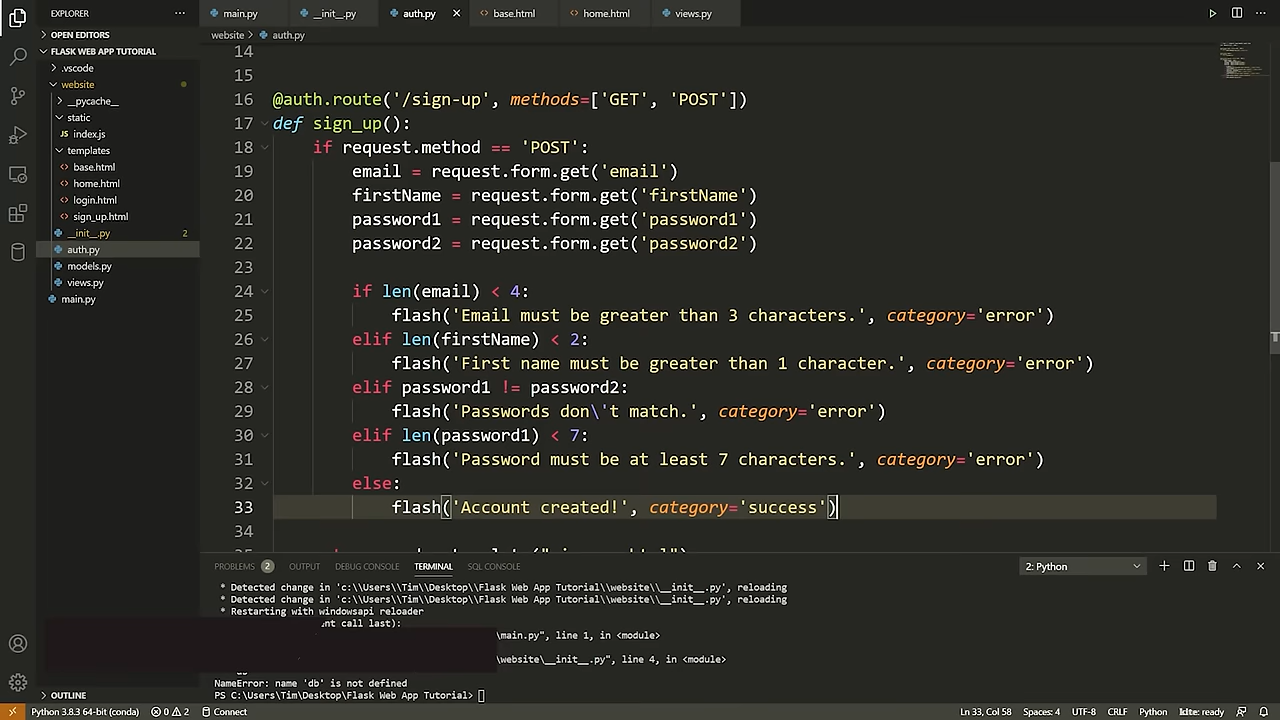 EXPLORER
···
main.py
__init__.py
auth.py
base.html
home.html
views.py
OPEN EDITORS
FLASK WEB APP TUTORIAL
.vscode
website
__pycache__
static
JS index.js
templates
base.html
home.html
login.html
sign_up.html
__init__.py 2
auth.py
models.py
views.py
main.py
website > auth.py
14
15
16 @auth.route('/sign-up', methods=['GET', 'POST'])
17 def sign_up():
18 if request.method == 'POST':
19 email = request.form.get('email')
20 firstName = request.form.get('firstName')
21 password1 = request.form.get('password1')
22 password2 = request.form.get('password2')
23
24 if len(email) < 4:
25 flash('Email must be greater than 3 characters.', category='error')
26 elif len(firstName) < 2:
27 flash('First name must be greater than 1 character.', category='error')
28 elif password1 != password2:
29 flash('Passwords don\'t match.', category='error')
30 elif len(password1) < 7:
31 flash('Password must be at least 7 characters.', category='error')
32 else:
33 flash('Account created!', category='success')
34
PROBLEMS 2 OUTPUT DEBUG CONSOLE TERMINAL SQL CONSOLE
2: Python
* Detected change in 'c:\\Users\\Tim\\Desktop\\Flask Web App Tutorial\\website\\__init__.py', reloading
* Detected change in 'c:\\Users\\Tim\\Desktop\\Flask Web App Tutorial\\website\\__init__.py', reloading
* Restarting with windowsapi reloader
call last):
\main.py", line 1, in <module>
website\__init__.py", line 4, in <module>
NameError: name 'db' is not defined
PS C:\Users\Tim\Desktop\Flask Web App Tutorial>
OUTLINE
Python 3.8.3 64-bit (conda) 0 2 Connect
Ln 33, Col 58 Spaces: 4 UTF-8 CRLF Python kite: ready